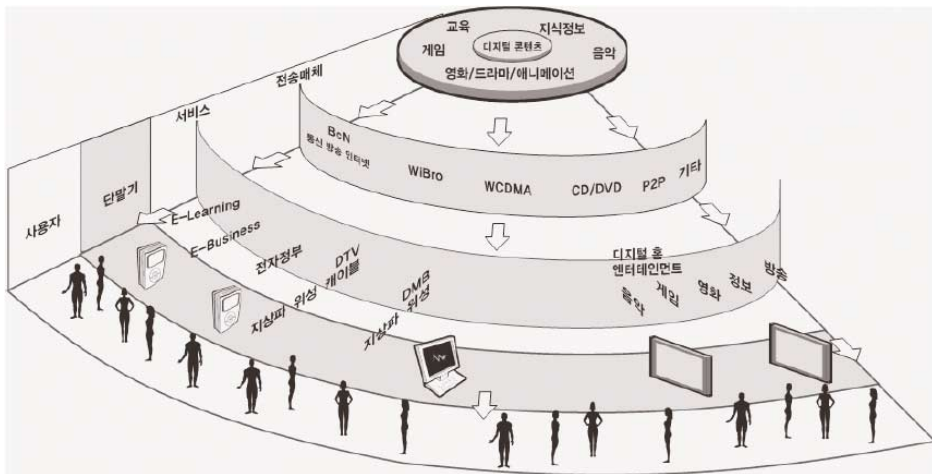 교육
지식정보
게임
디지털 콘텐츠
음악
영화/드라마/애니메이션
전송매체
서비스
단말기
사용자
BcN
통신 방송 인터넷
WiBro
WCDMA
CD/DVD
P2P
기타
E-Learning
E-Business
전자정부
DTV
케이블
위성
지상파
DMB
위성
지상파
디지털 홈
엔터테인먼트
음악
게임
영화
정보
방송